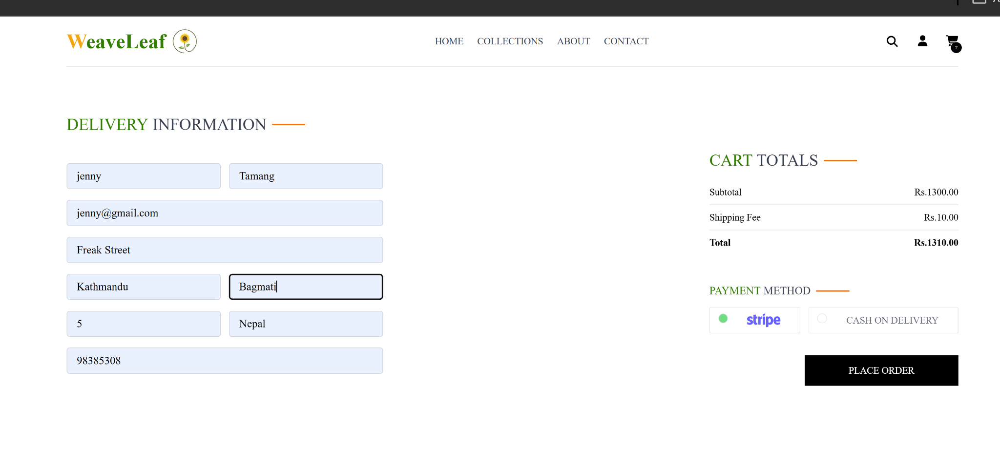 WeaveLeaf
HOME COLLECTIONS ABOUT CONTACT
2
DELIVERY INFORMATION
jenny Tamang
jenny@gmail.com
Freak Street
Kathmandu Bagmati
5 Nepal
98385308
CART TOTALS
Subtotal Rs.1300.00
Shipping Fee Rs.10.00
Total Rs.1310.00
PAYMENT METHOD
stripe CASH ON DELIVERY
PLACE ORDER